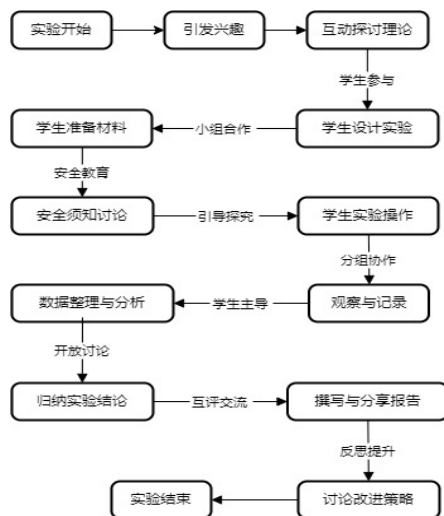 实验开始
引发兴趣
互动探讨理论
学生参与
学生准备材料
小组合作
学生设计实验
安全教育
安全须知讨论
引导探究
学生实验操作
分组协作
数据整理与分析
学生主导
观察与记录
开放讨论
归纳实验结论
互评交流
撰写与分享报告
反思提升
实验结束
讨论改进策略